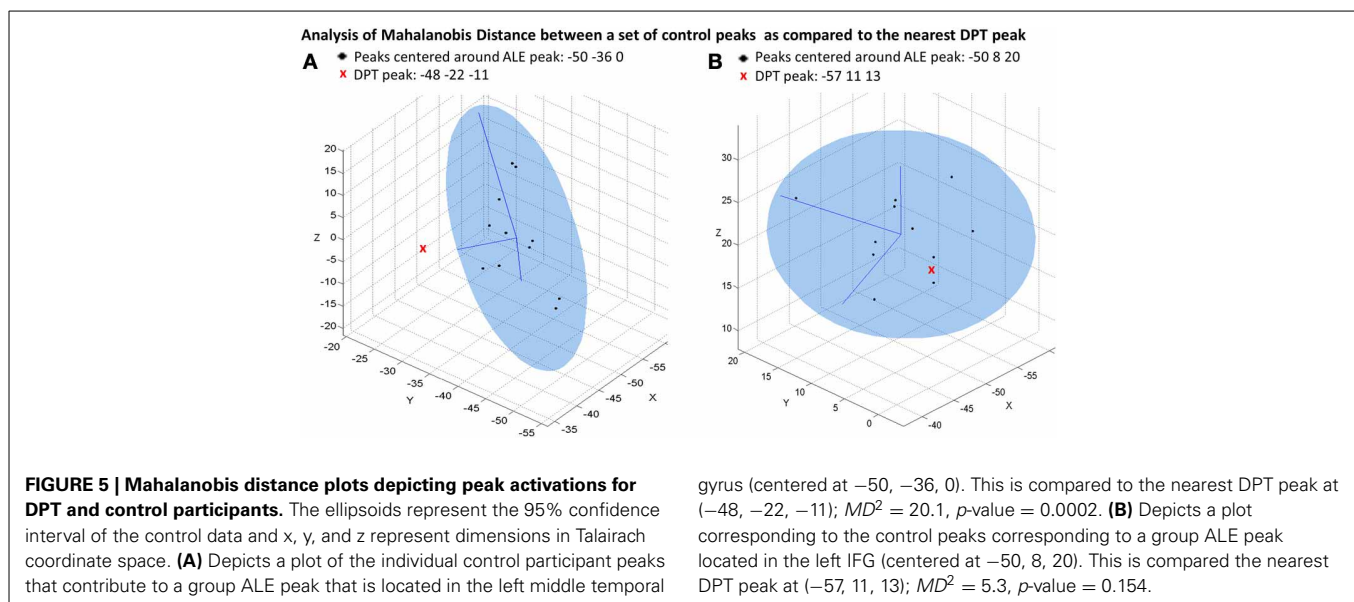 Analysis of Mahalanobis Distance between a set of control peaks as compared to the nearest DPT peak
A
Peaks centered around ALE peak: -50 -36 0
x DPT peak: -48 -22 -11
20
15
10
5
Z 0
-5
-10
-15
-20
-20
-25
-30
-35
Y
-40
-45
-50
-55
-35
-40
-45
-50
X
-55
x
B
Peaks centered around ALE peak: -50 8 20
x DPT peak: -57 11 13
30
25
Z
20
15
10
20
15
Y
10
5
0
-40
-45
-50
X
-55
x
FIGURE 5 | Mahalanobis distance plots depicting peak activations for
DPT and control participants. The ellipsoids represent the 95% confidence
interval of the control data and x, y, and z represent dimensions in Talairach
coordinate space. (A) Depicts a plot of the individual control participant peaks
that contribute to a group ALE peak that is located in the left middle temporal
gyrus (centered at −50, −36, 0). This is compared to the nearest DPT peak at
(−48, −22, −11); MD² = 20.1, p-value = 0.0002. (B) Depicts a plot
corresponding to the control peaks corresponding to a group ALE peak
located in the left IFG (centered at −50, 8, 20). This is compared the nearest
DPT peak at (−57, 11, 13); MD² = 5.3, p-value = 0.154.